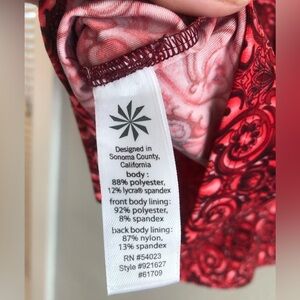 Designed in
Sonoma County,
California
body :
88% polyester,
12% lycra® spandex
front body lining:
92% polyester,
8% spandex
back body lining:
87% nylon,
13% spandex
RN #54023
Style #921627
#61709